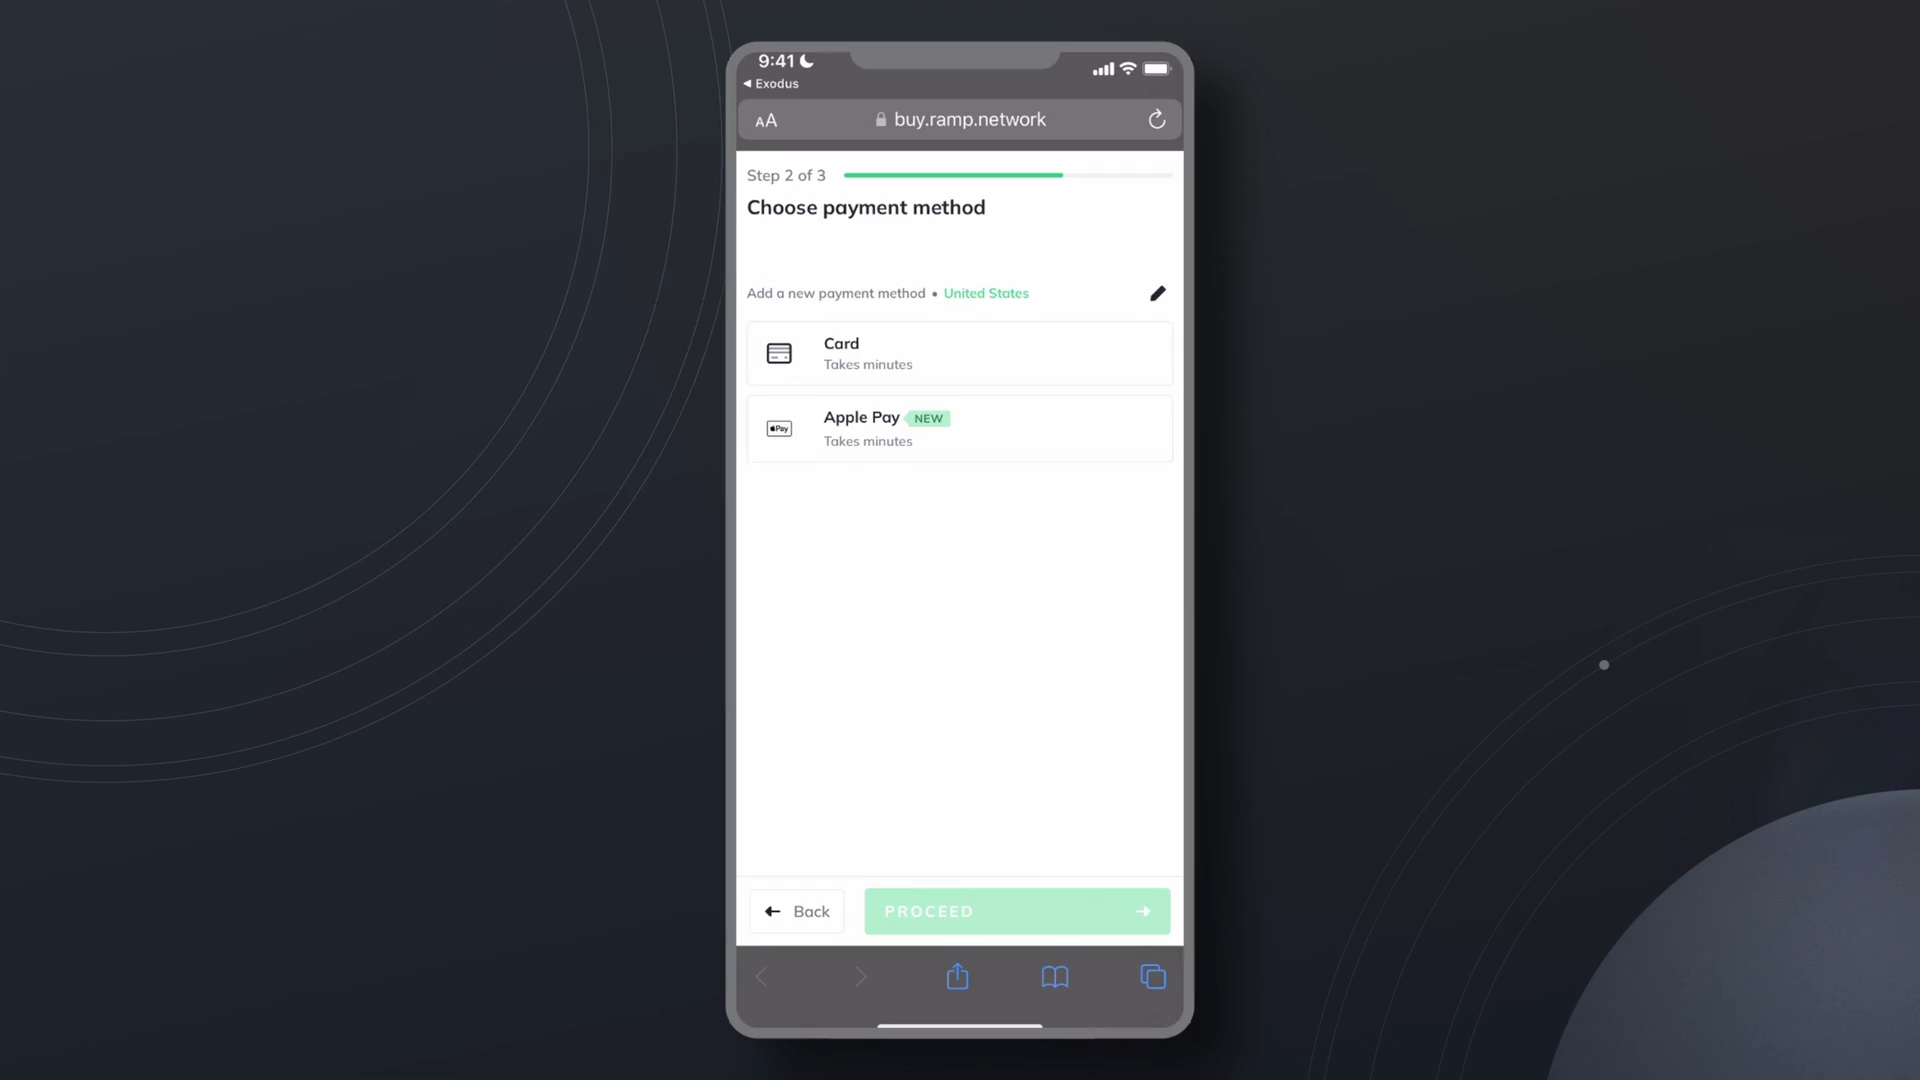 9:41
Exodus
AA
buy.ramp.network
Step 2 of 3
Choose payment method
Add a new payment method • United States
Card
Takes minutes
Pay
Apple Pay NEW
Takes minutes
Back
PROCEED